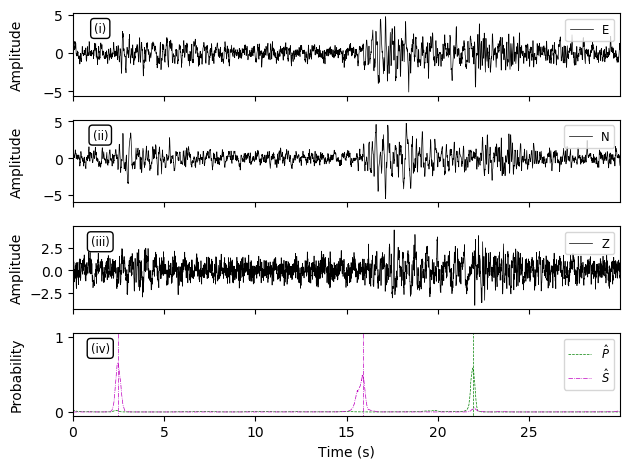 5
0
−5
Amplitude
(i)
E
5
0
−5
Amplitude
(ii)
N
2.5
0.0
−2.5
Amplitude
(iii)
Z
1
0
Probability
(iv)
P̂
Ŝ
0 5 10 15 20 25
Time (s)